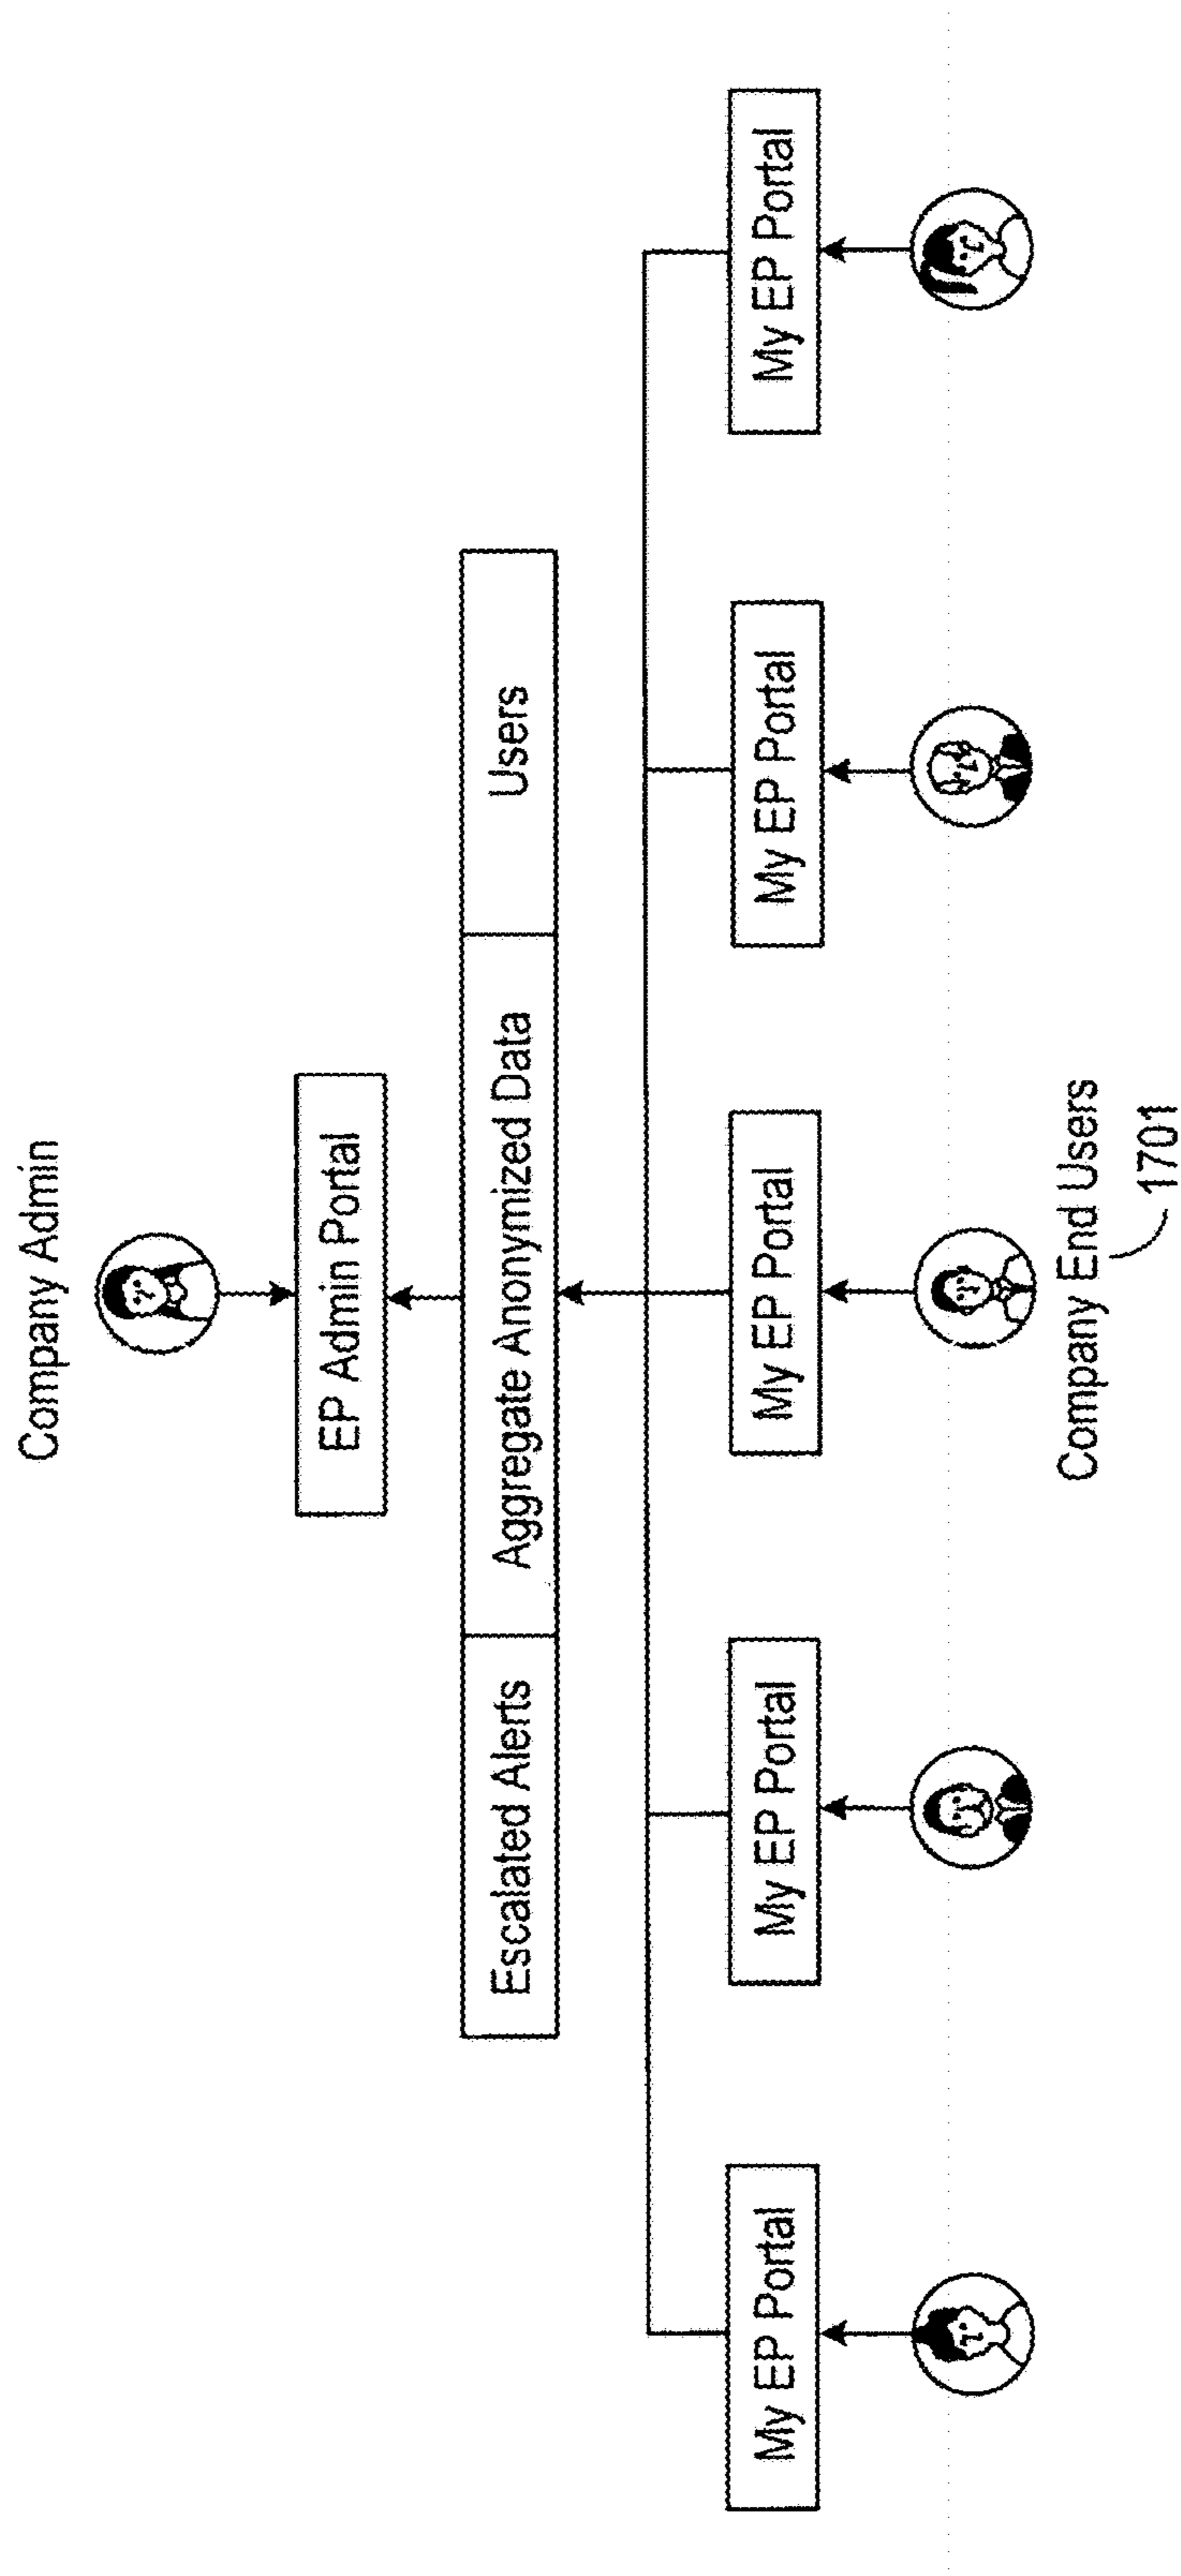 Company Admin
EP Admin Portal
Escalated Alerts
Aggregate Anonymized Data
Users
My EP Portal
My EP Portal
My EP Portal
My EP Portal
My EP Portal
Company End Users
1701